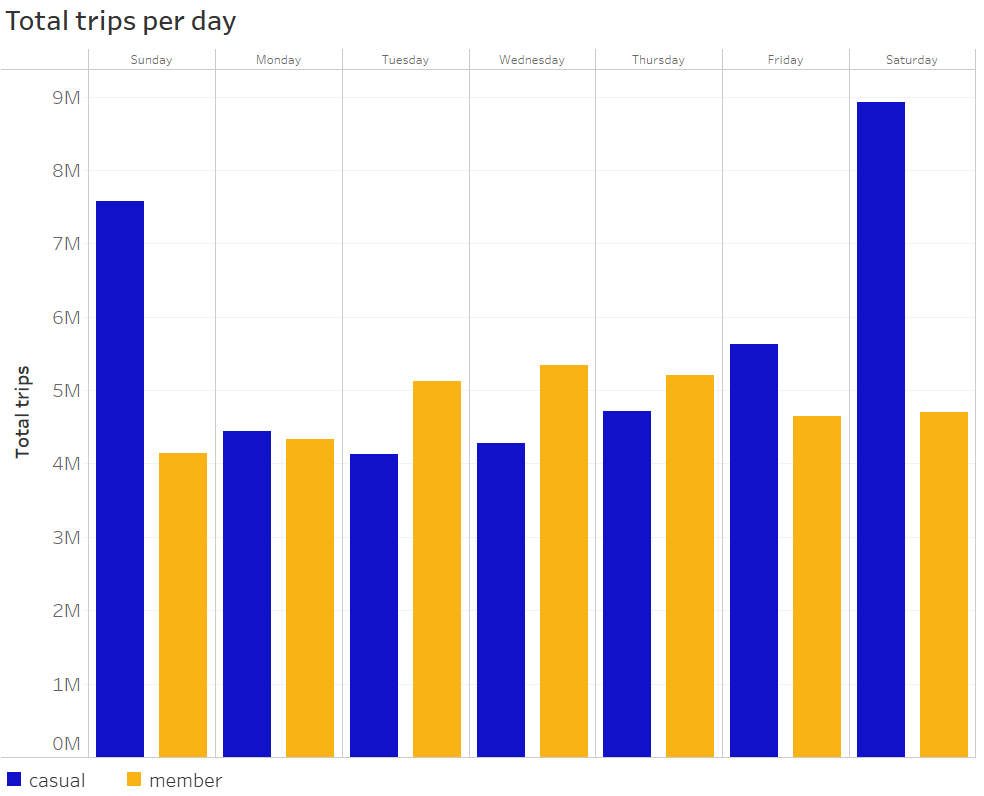 Total trips per day
Sunday Monday Tuesday Wednesday Thursday Friday Saturday
9M
8M
7M
6M
5M
4M
3M
2M
1M
0M
Total trips
casual member